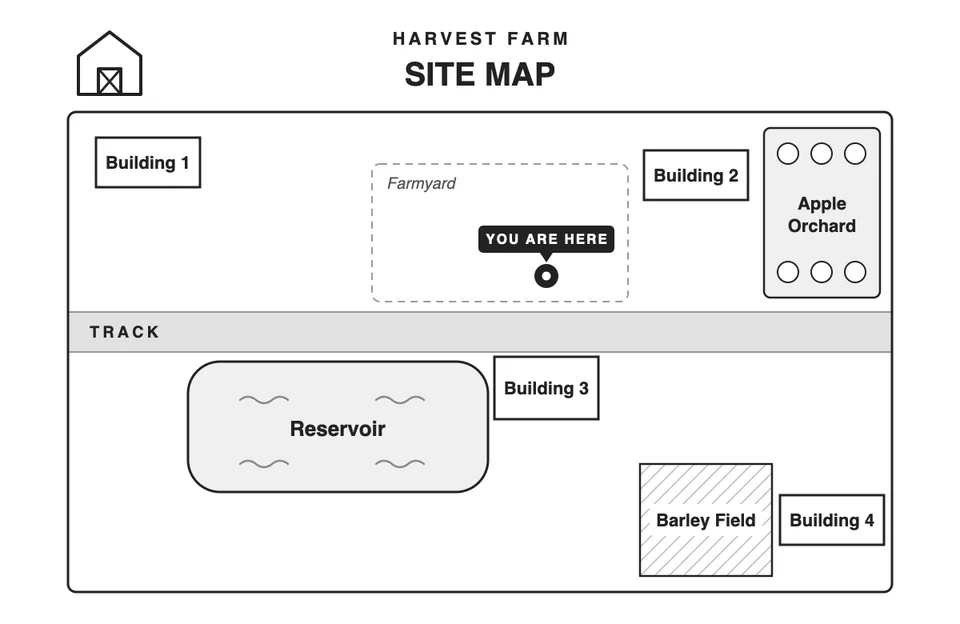 HARVEST FARM
SITE MAP
Building 1
Farmyard
YOU ARE HERE
Building 2
Apple
Orchard
TRACK
Reservoir
Building 3
Barley Field
Building 4